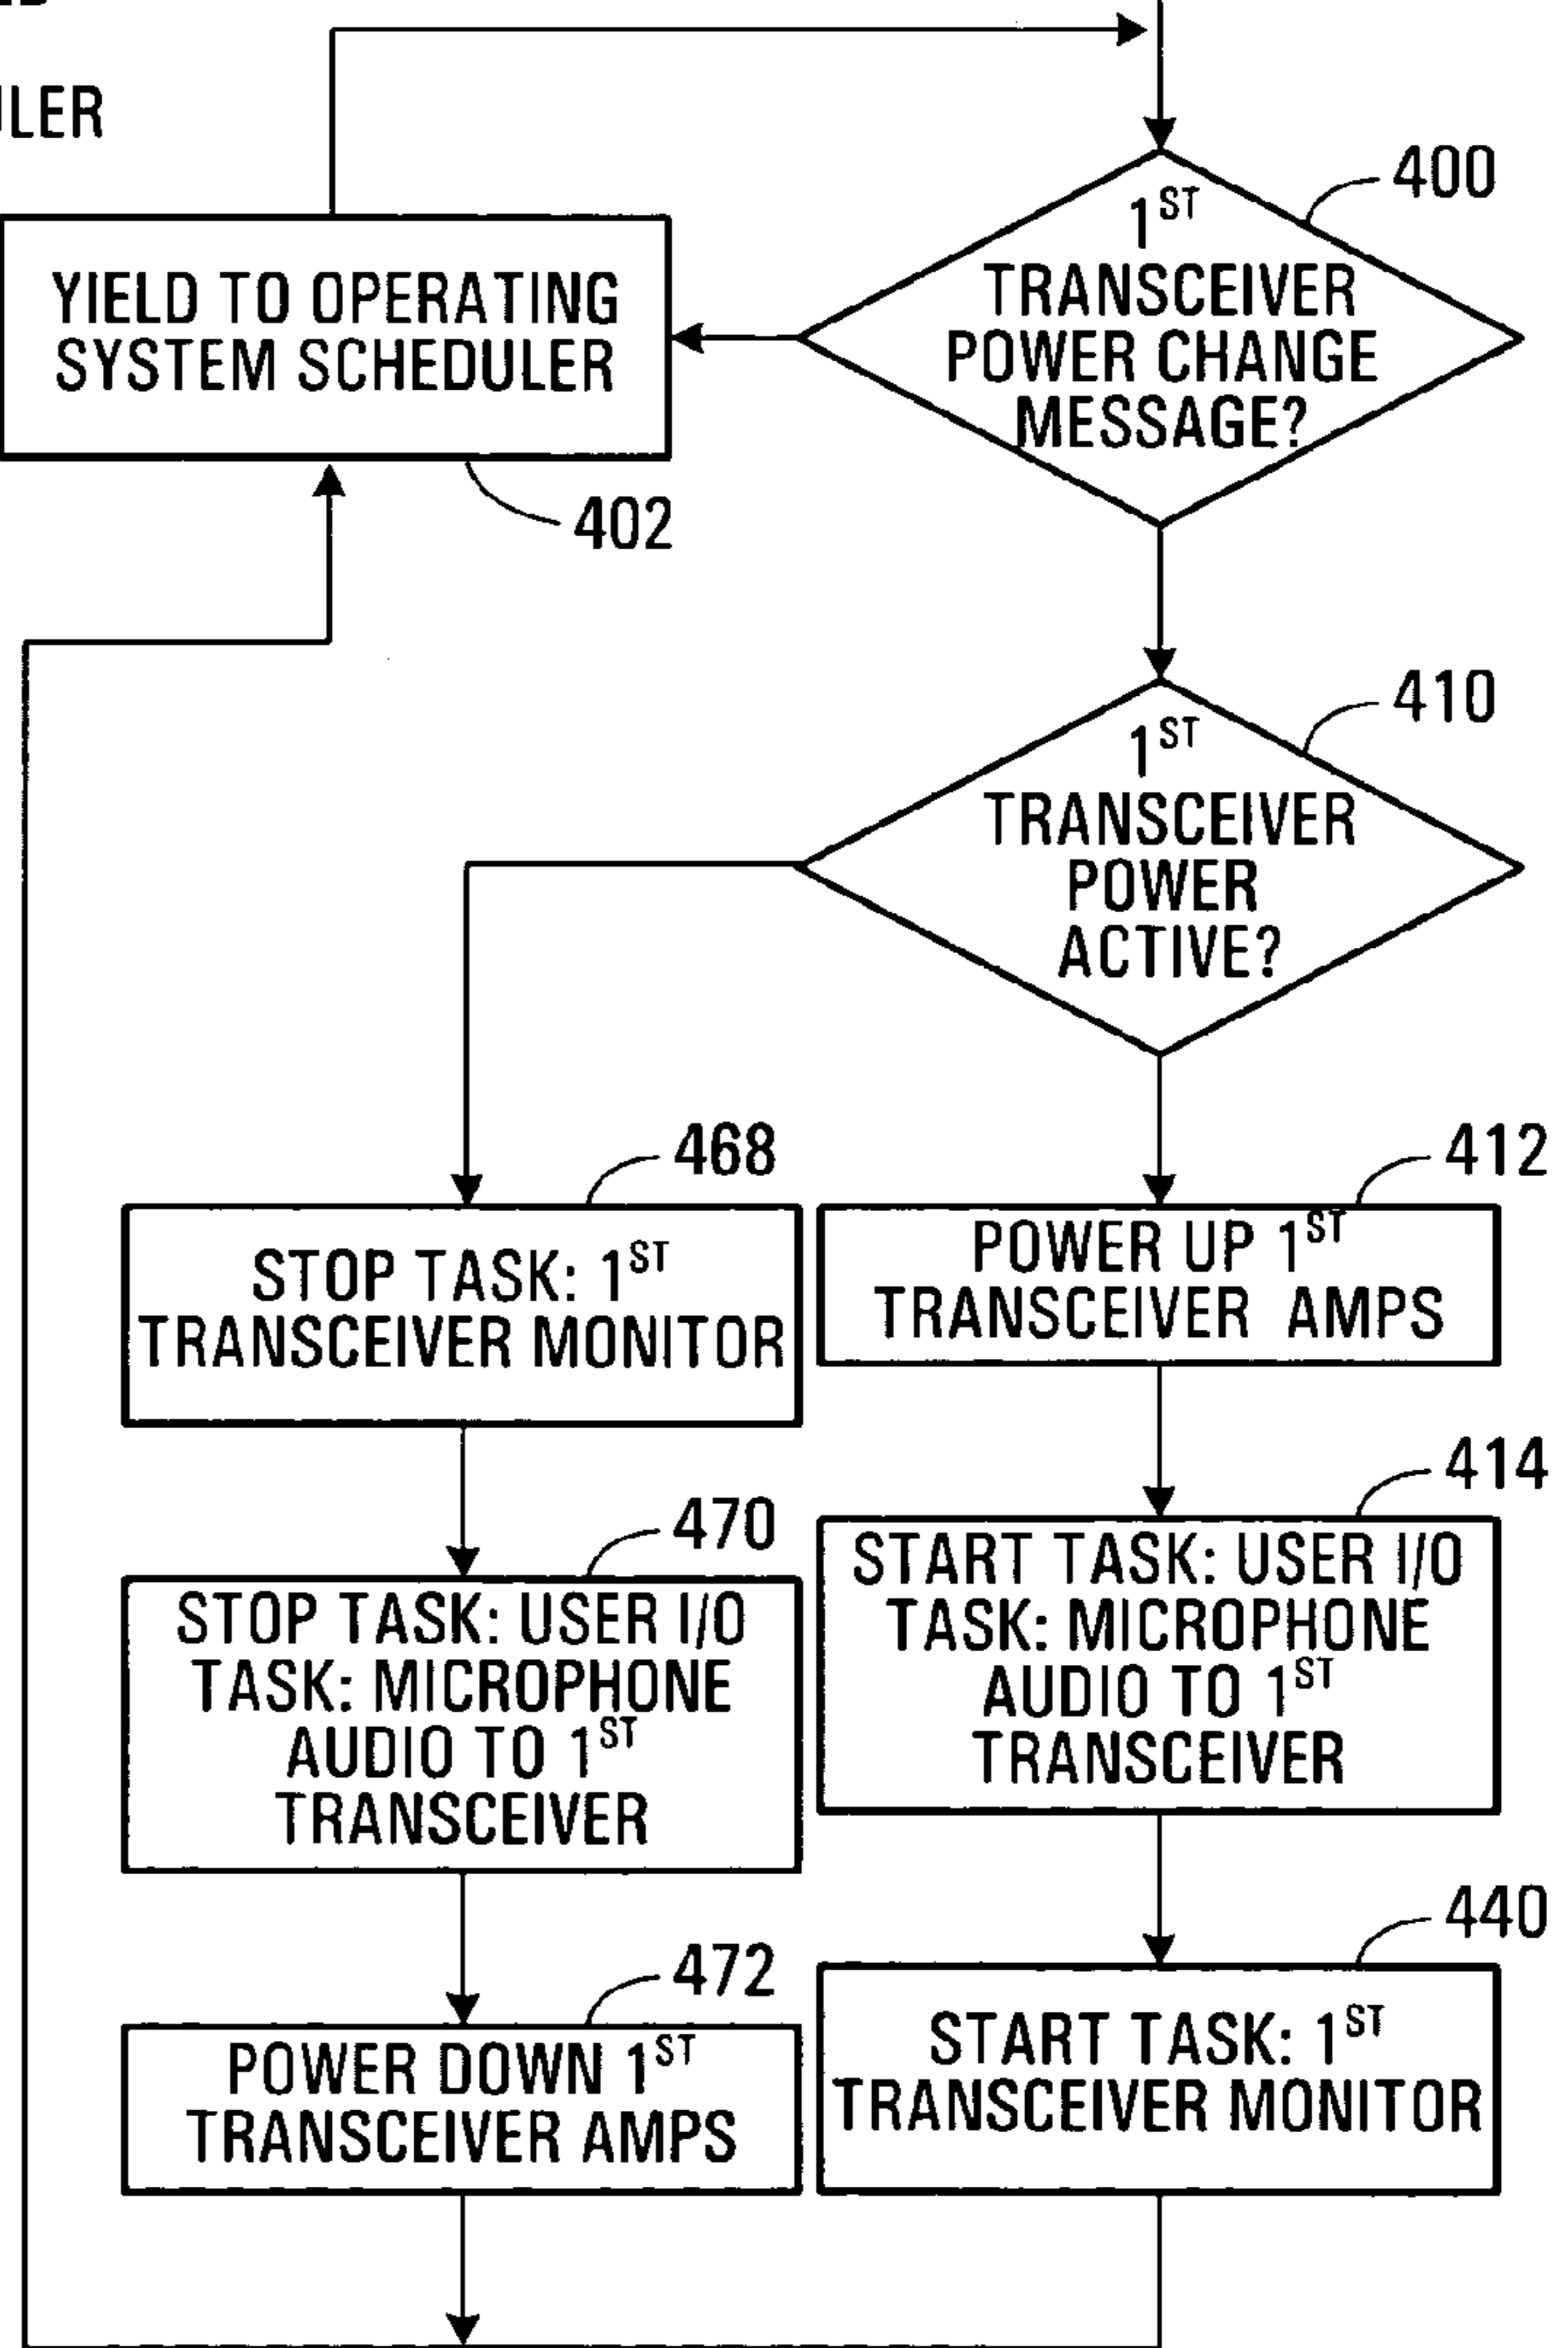 400
1ST
TRANSCEIVER
POWER CHANGE
MESSAGE?
YIELD TO OPERATING
SYSTEM SCHEDULER
402
410
1ST
TRANSCEIVER
POWER
ACTIVE?
468
STOP TASK: 1ST
TRANSCEIVER MONITOR
412
POWER UP 1ST
TRANSCEIVER AMPS
470
STOP TASK: USER I/O
TASK: MICROPHONE
AUDIO TO 1ST
TRANSCEIVER
414
START TASK: USER I/O
TASK: MICROPHONE
AUDIO TO 1ST
TRANSCEIVER
472
POWER DOWN 1ST
TRANSCEIVER AMPS
440
START TASK: 1ST
TRANSCEIVER MONITOR